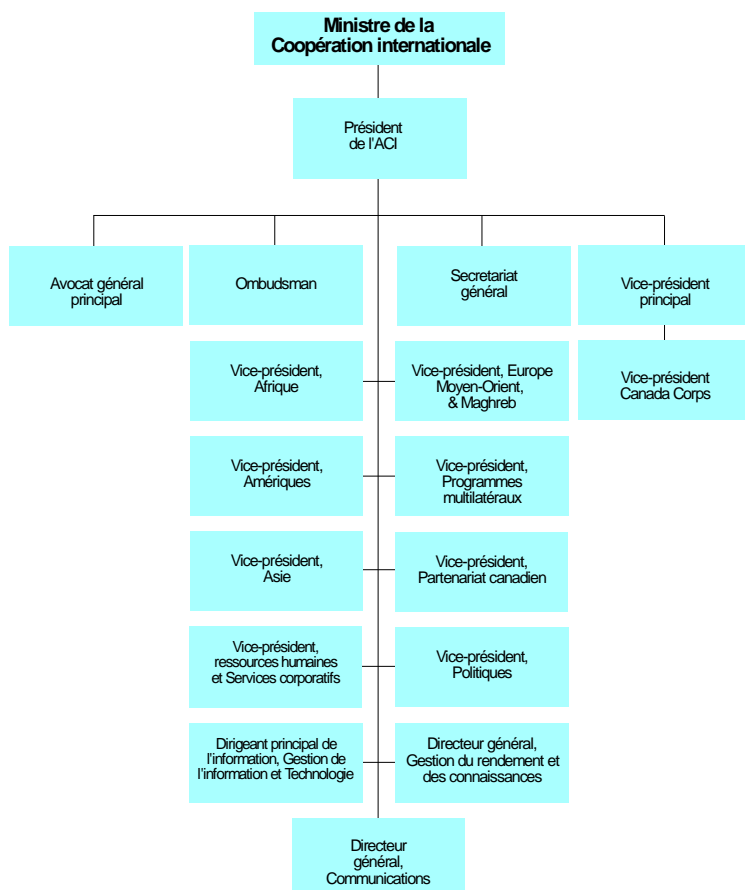 Ministre de la
Coopération internationale
Président
de l'ACI
Avocat général
principal
Ombudsman
Secretariat
général
Vice-président
principal
Vice-président,
Afrique
Vice-président, Europe
Moyen-Orient,
& Maghreb
Vice-président
Canada Corps
Vice-président,
Amériques
Vice-président,
Programmes
multilatéraux
Vice-président,
Asie
Vice-président,
Partenariat canadien
Vice-président,
ressources humaines
et Services corporatifs
Vice-président,
Politiques
Dirigeant principal de
l'information, Gestion de
l'information et Technologie
Directeur général,
Gestion du rendement et
des connaissances
Directeur
général,
Communications